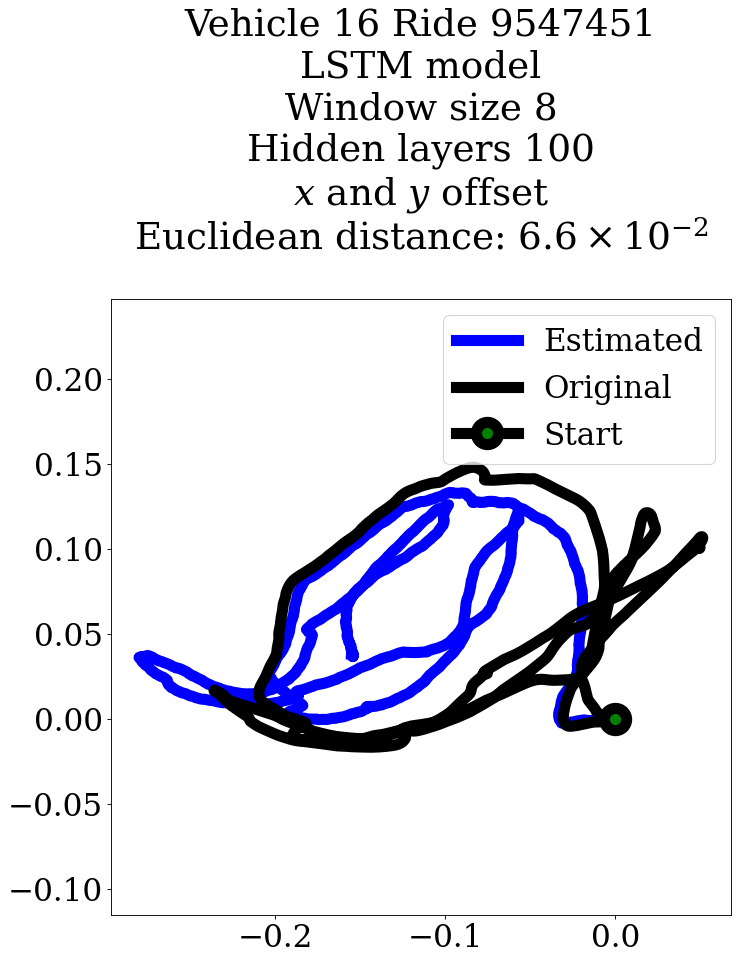 Vehicle 16 Ride 9547451
LSTM model
Window size 8
Hidden layers 100
x and y offset
Euclidean distance: 6.6 × 10⁻²
Estimated
Original
Start
0.20
0.15
0.10
0.05
0.00
−0.05
−0.10
−0.2 −0.1 0.0